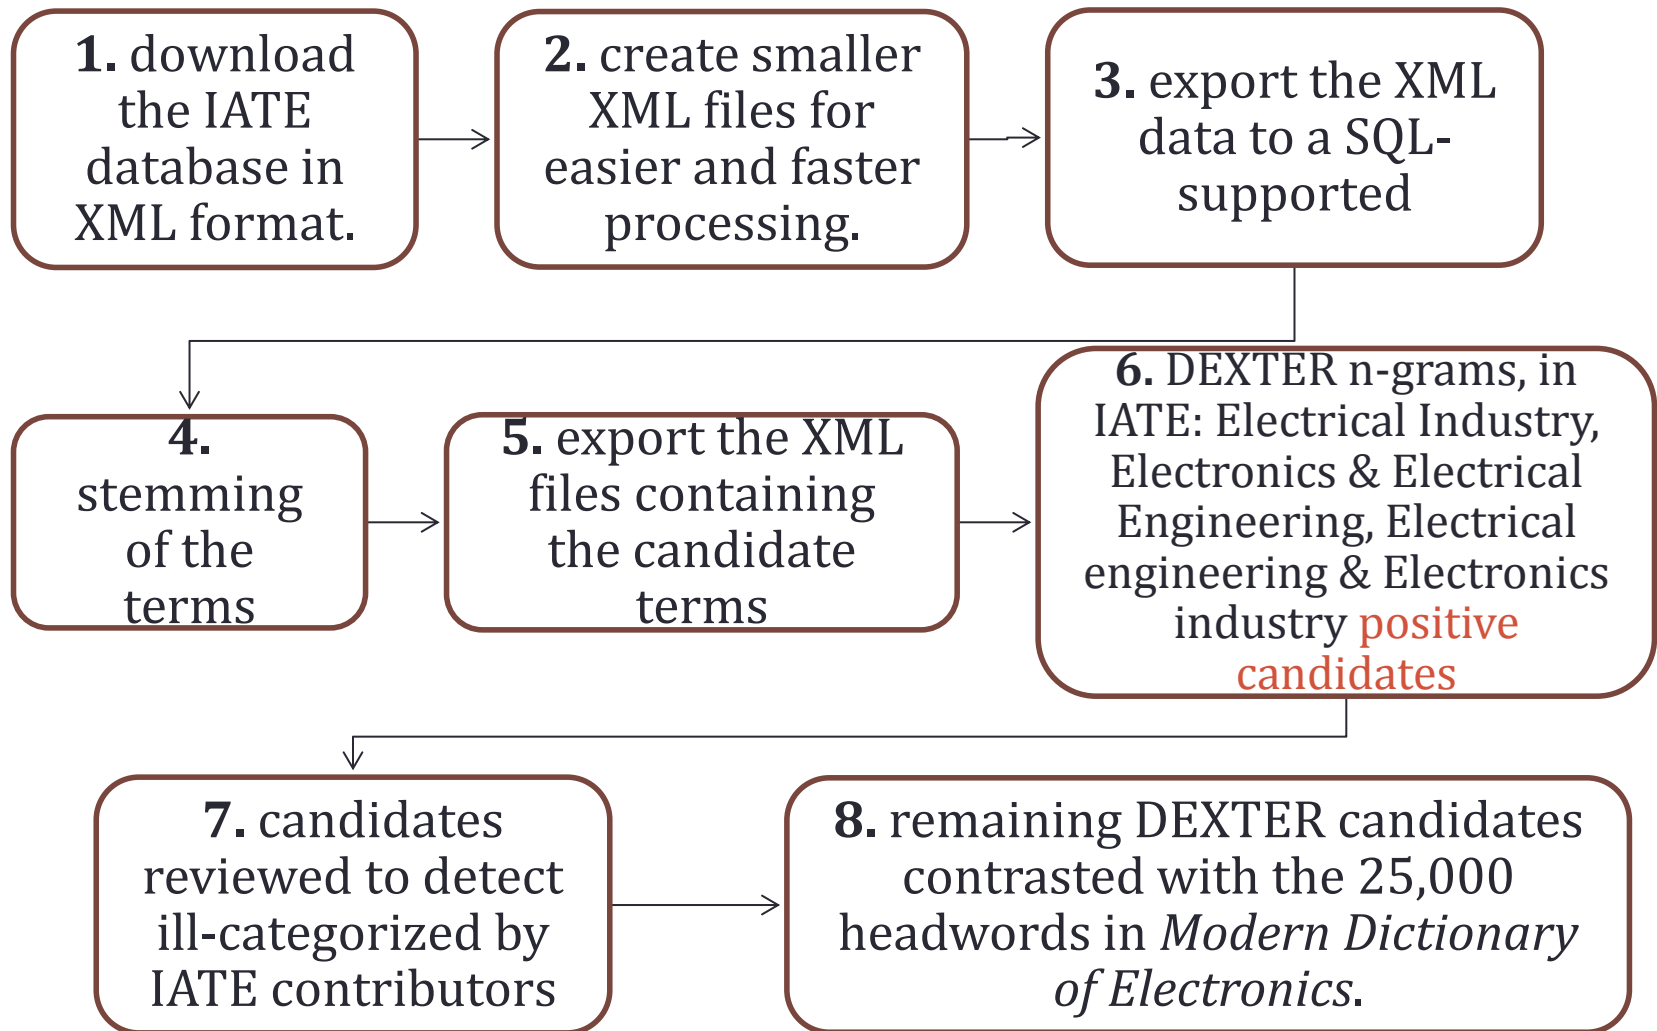 1. download
the IATE
database in
XML format.
2. create smaller
XML files for
easier and faster
processing.
3. export the XML
data to a SQL-
supported
4.
stemming
of the
terms
5. export the XML
files containing
the candidate
terms
6. DEXTER n-grams, in
IATE: Electrical Industry,
Electronics & Electrical
Engineering, Electrical
engineering & Electronics
industry positive
candidates
7. candidates
reviewed to detect
ill-categorized by
IATE contributors
8. remaining DEXTER candidates
contrasted with the 25,000
headwords in Modern Dictionary
of Electronics.